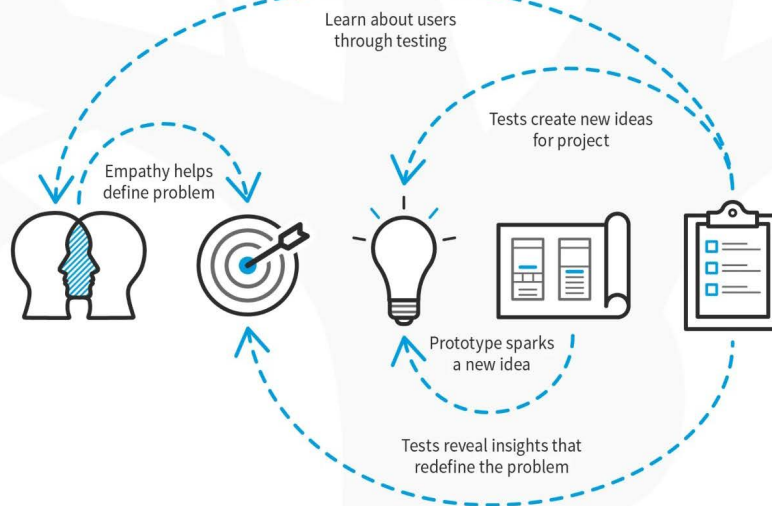 Learn about users
through testing
Tests create new ideas
for project
Empathy helps
define problem
Prototype sparks
a new idea
Tests reveal insights that
redefine the problem